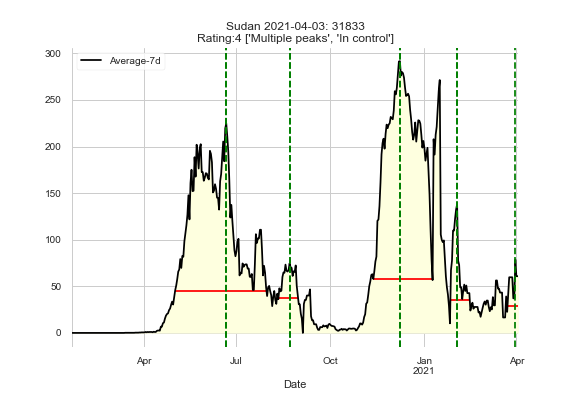 Sudan 2021-04-03: 31833
Rating:4 ['Multiple peaks', 'In control']
Average-7d
300
250
200
150
100
50
0
Apr
Jul
Oct
Jan
2021
Apr
Date